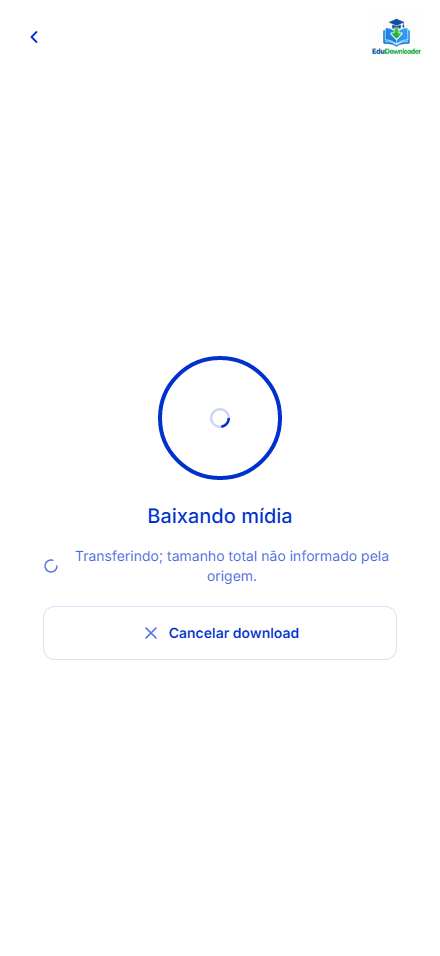 EduDownloader
Baixando mídia
Transferindo; tamanho total não informado pela
origem.
Cancelar download